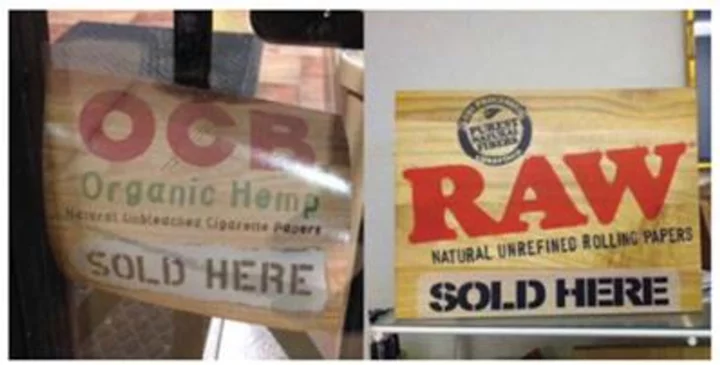 OCB
Organic Hemp
Natural Unbleached Cigarette Papers
SOLD HERE
PUREST
NATURAL
FIBERS
RAW
NATURAL UNREFINED ROLLING PAPERS
SOLD HERE